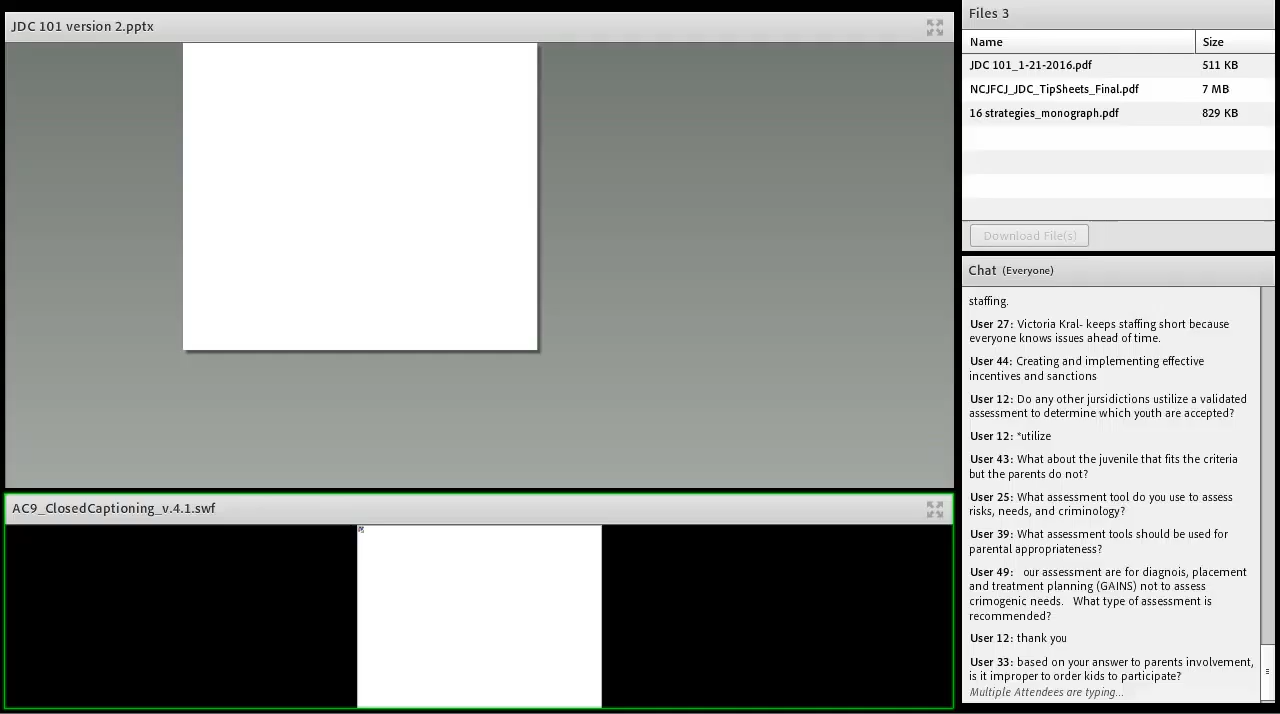 JDC 101 version 2.pptx
AC9_ClosedCaptioning_v.4.1.swf
Files 3
Name Size
JDC 101_1-21-2016.pdf 511 KB
NCJFCJ_JDC_TipSheets_Final.pdf 7 MB
16 strategies_monograph.pdf 829 KB
Download File(s)
Chat (Everyone)
staffing.
User 27: Victoria Kral- keeps staffing short because
everyone knows issues ahead of time.
User 44: Creating and implementing effective
incentives and sanctions
User 12: Do any other jursidictions ustilize a validated
assessment to determine which youth are accepted?
User 12: *utilize
User 43: What about the juvenile that fits the criteria
but the parents do not?
User 25: What assessment tool do you use to assess
risks, needs, and criminology?
User 39: What assessment tools should be used for
parental appropriateness?
User 49: our assessment are for diagnois, placement
and treatment planning (GAINS) not to assess
crimogenic needs. What type of assessment is
recommended?
User 12: thank you
User 33: based on your answer to parents involvement,
is it improper to order kids to participate?
Multiple Attendees are typing...